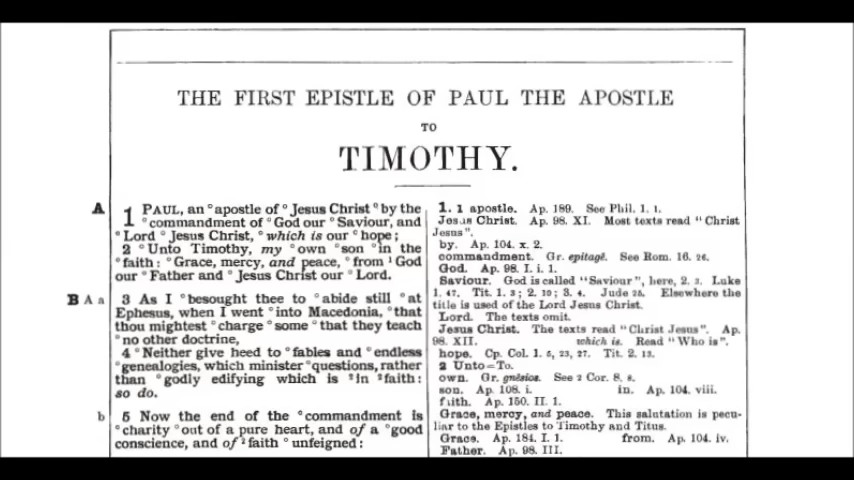 THE FIRST EPISTLE OF PAUL THE APOSTLE
TO
TIMOTHY.
A 1 PAUL, an °apostle of °Jesus Christ °by the
°commandment of °God our °Saviour, and
°Lord °Jesus Christ, °which is our °hope;
2 °Unto Timothy, my °own °son °in the
°faith: °Grace, mercy, and peace, °from ¹God
our °Father and °Jesus Christ our °Lord.
B A a 3 As I °besought thee to °abide still °at
Ephesus, when I went °into Macedonia, °that
thou mightest °charge °some °that they teach
°no other doctrine,
4 °Neither give heed to °fables and °endless
°genealogies, which minister °questions, rather
than °godly edifying which is ²in ²faith:
so do.
b 5 Now the end of the °commandment is
°charity °out of a pure heart, and of a °good
conscience, and of ²faith °unfeigned:
1. 1 apostle. Ap. 189. See Phil. 1. 1.
Jesus Christ. Ap. 98. XI. Most texts read "Christ
Jesus".
by. Ap. 104. x. 2.
commandment. Gr. epitagē. See Rom. 16. 26.
God. Ap. 98. I. i. 1.
Saviour. God is called "Saviour", here, 2. 3. Luke
1. 47. Tit. 1. 3; 2. 10; 3. 4. Jude 25. Elsewhere the
title is used of the Lord Jesus Christ.
Lord. The texts omit.
Jesus Christ. The texts read "Christ Jesus". Ap.
98. XII. which is. Read "Who is".
hope. Cp. Col. 1. 5, 23, 27. Tit. 2. 13.
2 Unto=To.
own. Gr. gnēsios. See 2 Cor. 8. 8.
son. Ap. 108. i. in. Ap. 104. viii.
faith. Ap. 150. II. 1.
Grace, mercy, and peace. This salutation is pecu-
liar to the Epistles to Timothy and Titus.
Grace. Ap. 184. I. 1. from. Ap. 104. iv.
Father. Ap. 98. III.